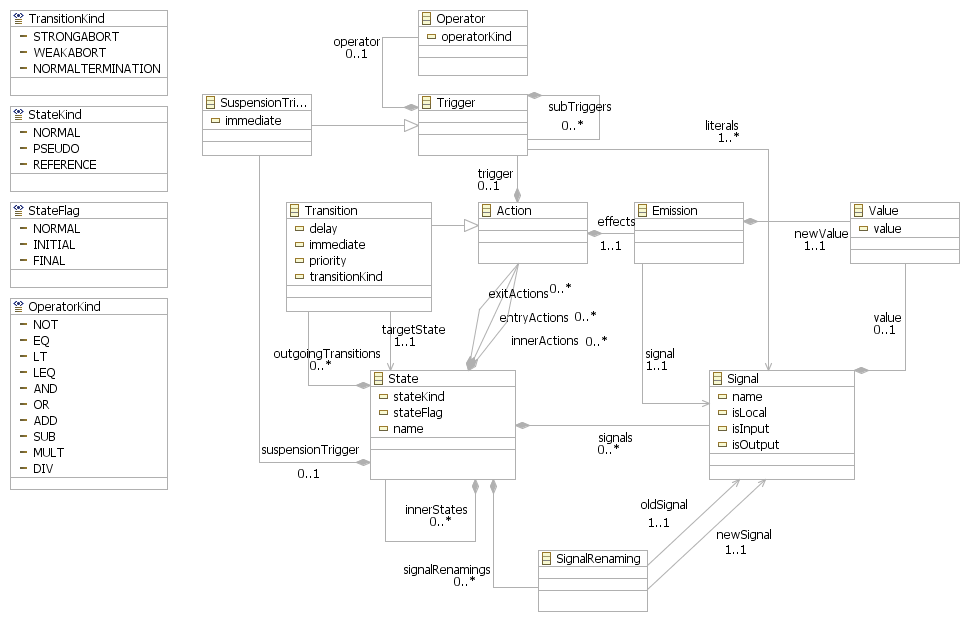 TransitionKind
STRONGABORT
WEAKABORT
NORMALTERMINATION
StateKind
NORMAL
PSEUDO
REFERENCE
StateFlag
NORMAL
INITIAL
FINAL
OperatorKind
NOT
EQ
LT
LEQ
AND
OR
ADD
SUB
MULT
DIV
Operator
operatorKind
operator
0..1
SuspensionTri...
immediate
Trigger
subTriggers
0..*
literals
1..*
trigger
0..1
Transition
delay
immediate
priority
transitionKind
Action
effects
1..1
Emission
newValue
1..1
Value
value
exitActions 0..*
entryActions 0..*
innerActions 0..*
targetState
1..1
outgoingTransitions
0..*
signal
1..1
value
0..1
State
stateKind
stateFlag
name
Signal
name
isLocal
isInput
isOutput
signals
0..*
suspensionTrigger
0..1
innerStates
0..*
oldSignal
1..1
newSignal
1..1
signalRenamings
0..*
SignalRenaming